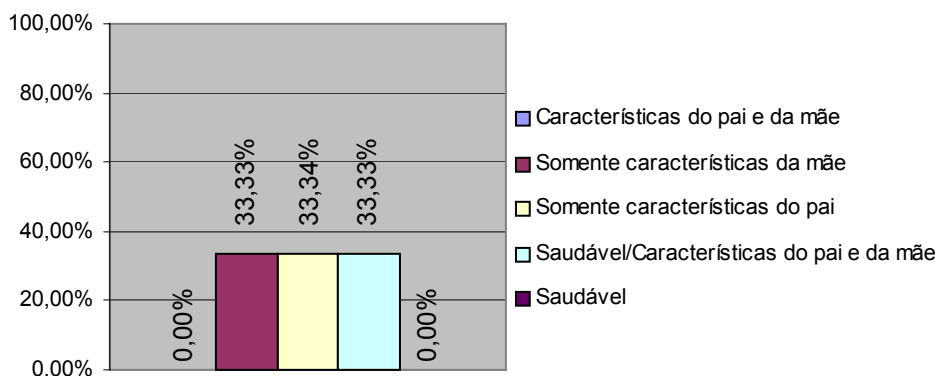 100,00%
80,00%
60,00%
40,00%
20,00%
0,00%
0,00%
33,33%
33,34%
33,33%
0,00%
Características do pai e da mãe
Somente características da mãe
Somente características do pai
Saudável/Características do pai e da mãe
Saudável